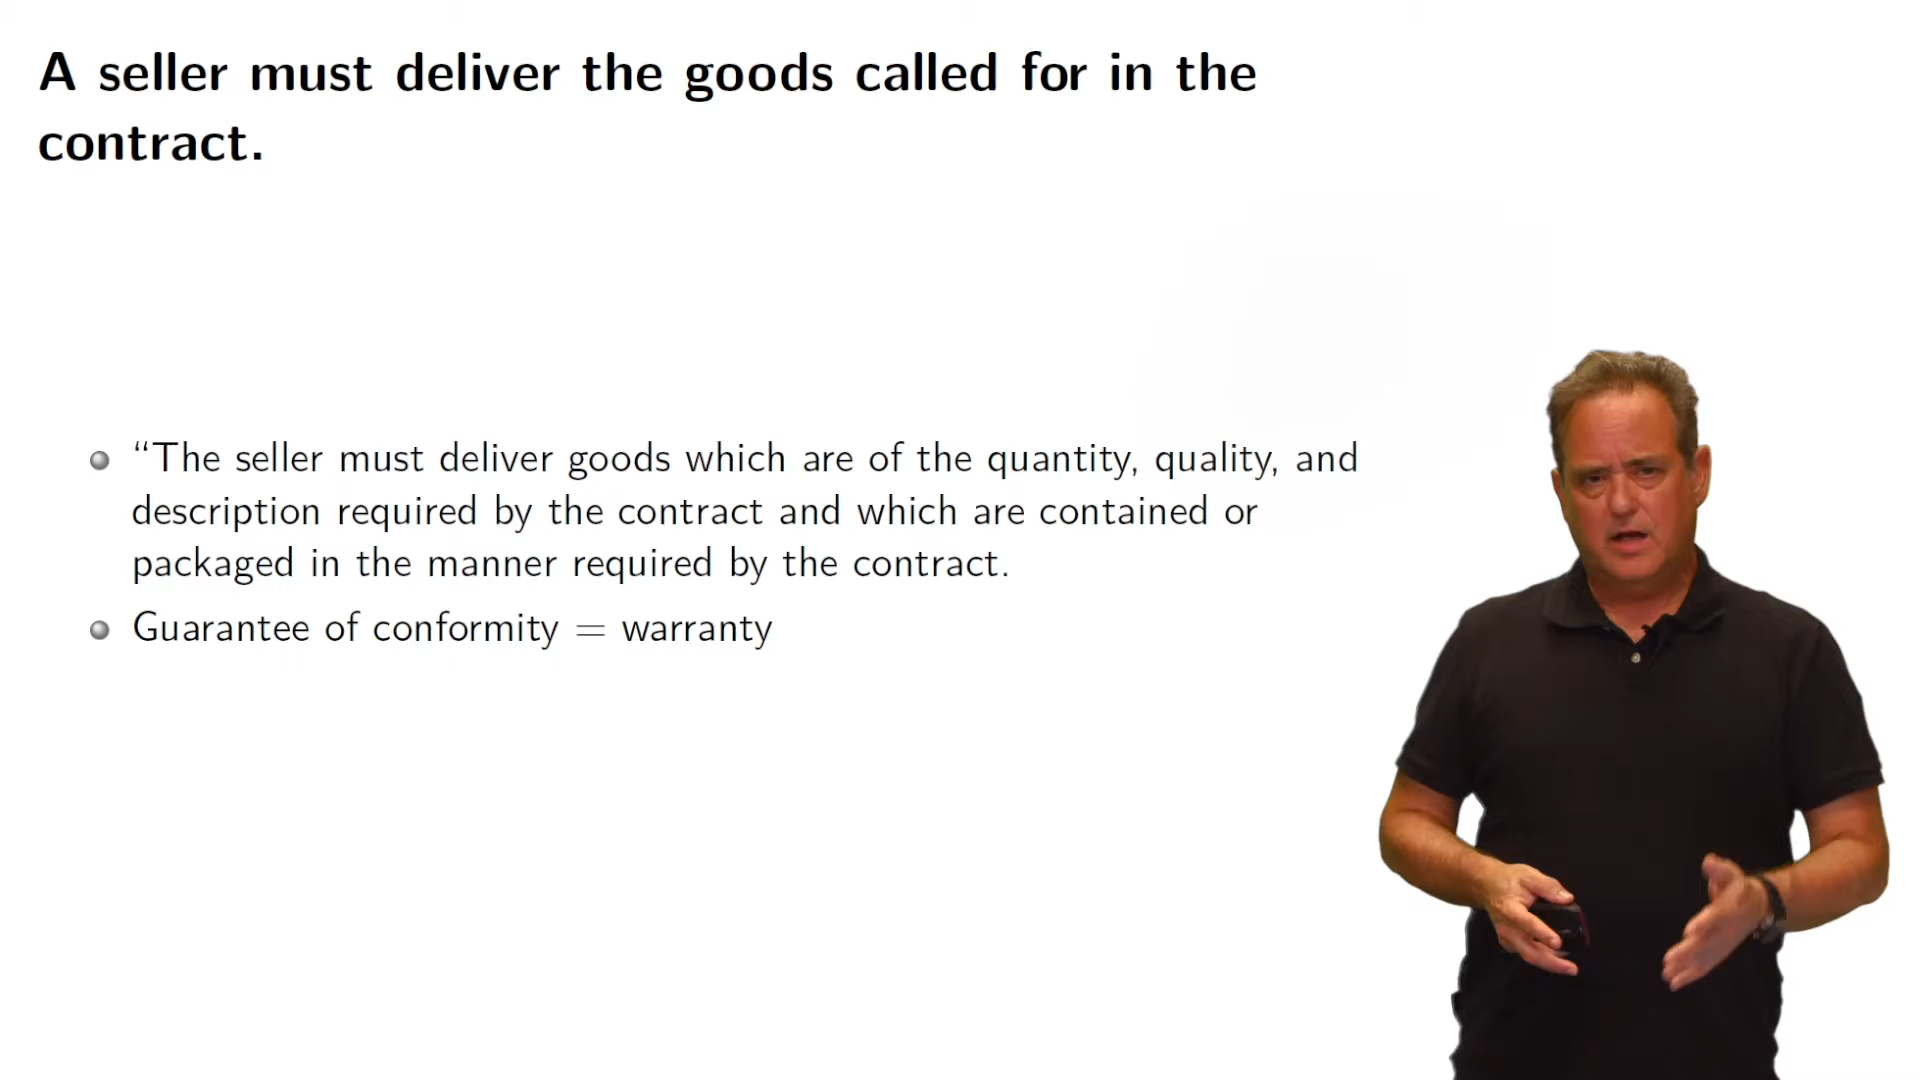 A seller must deliver the goods called for in the
contract.
“The seller must deliver goods which are of the quantity, quality, and
description required by the contract and which are contained or
packaged in the manner required by the contract.
Guarantee of conformity = warranty